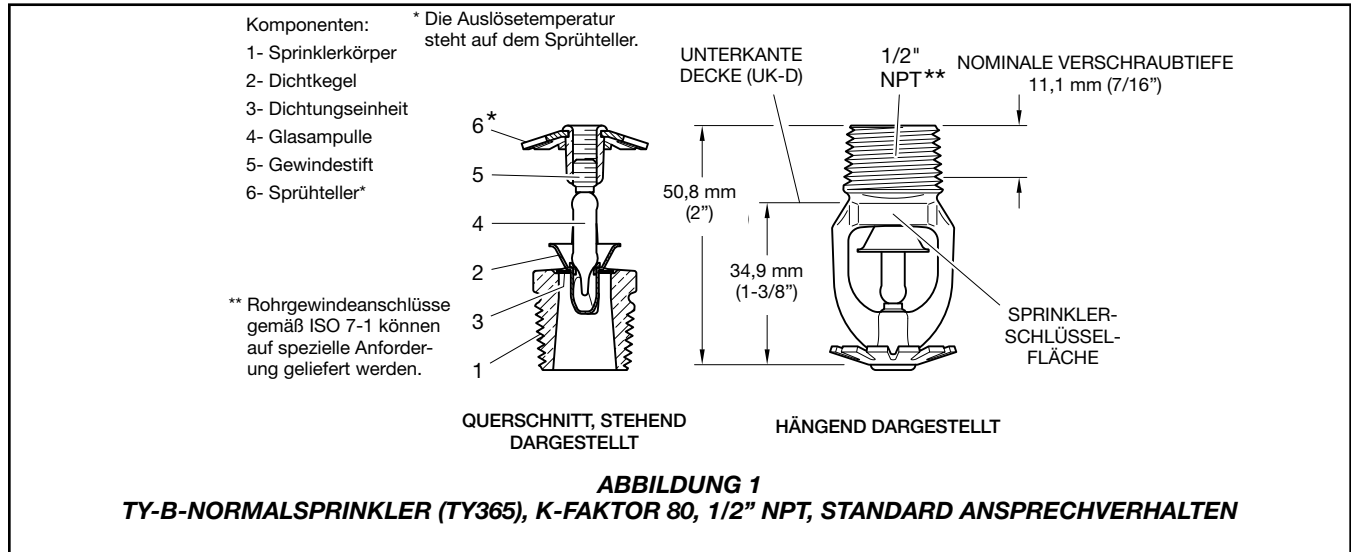 Komponenten:
1- Sprinklerkörper
2- Dichtkegel
3- Dichtungseinheit
4- Glasampulle
5- Gewindestift
6- Sprühteller*
* Die Auslösetemperatur
steht auf dem Sprühteller.
** Rohrgewindeanschlüsse
gemäß ISO 7-1 können
auf spezielle Anforder-
ung geliefert werden.
6*
5
4
2
3
1
QUERSCHNITT, STEHEND
DARGESTELLT
UNTERKANTE
DECKE (UK-D)
1/2"
NPT**
NOMINALE VERSCHRAUBTIEFE
11,1 mm (7/16”)
50,8 mm
(2”)
34,9 mm
(1-3/8”)
SPRINKLER-
SCHLÜSSEL-
FLÄCHE
HÄNGEND DARGESTELLT
ABBILDUNG 1
TY-B-NORMALSPRINKLER (TY365), K-FAKTOR 80, 1/2” NPT, STANDARD ANSPRECHVERHALTEN